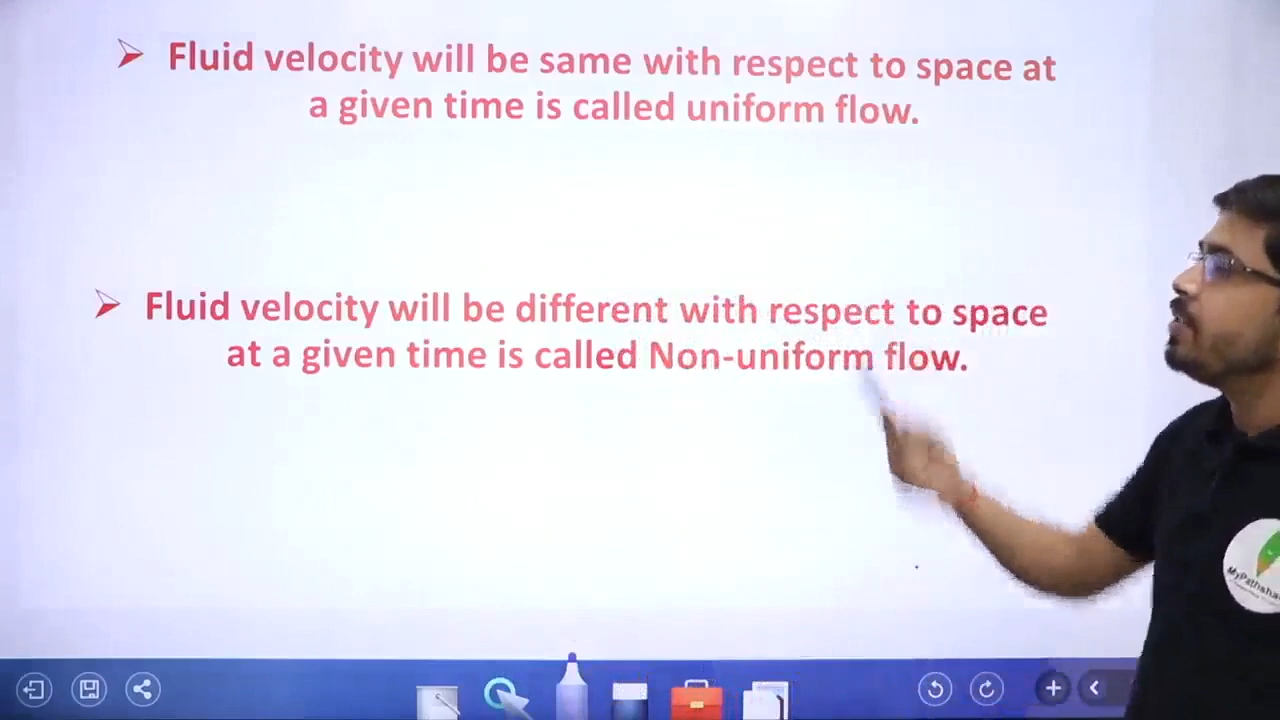 ➢ Fluid velocity will be same with respect to space at
a given time is called uniform flow.
➢ Fluid velocity will be different with respect to space
at a given time is called Non-uniform flow.